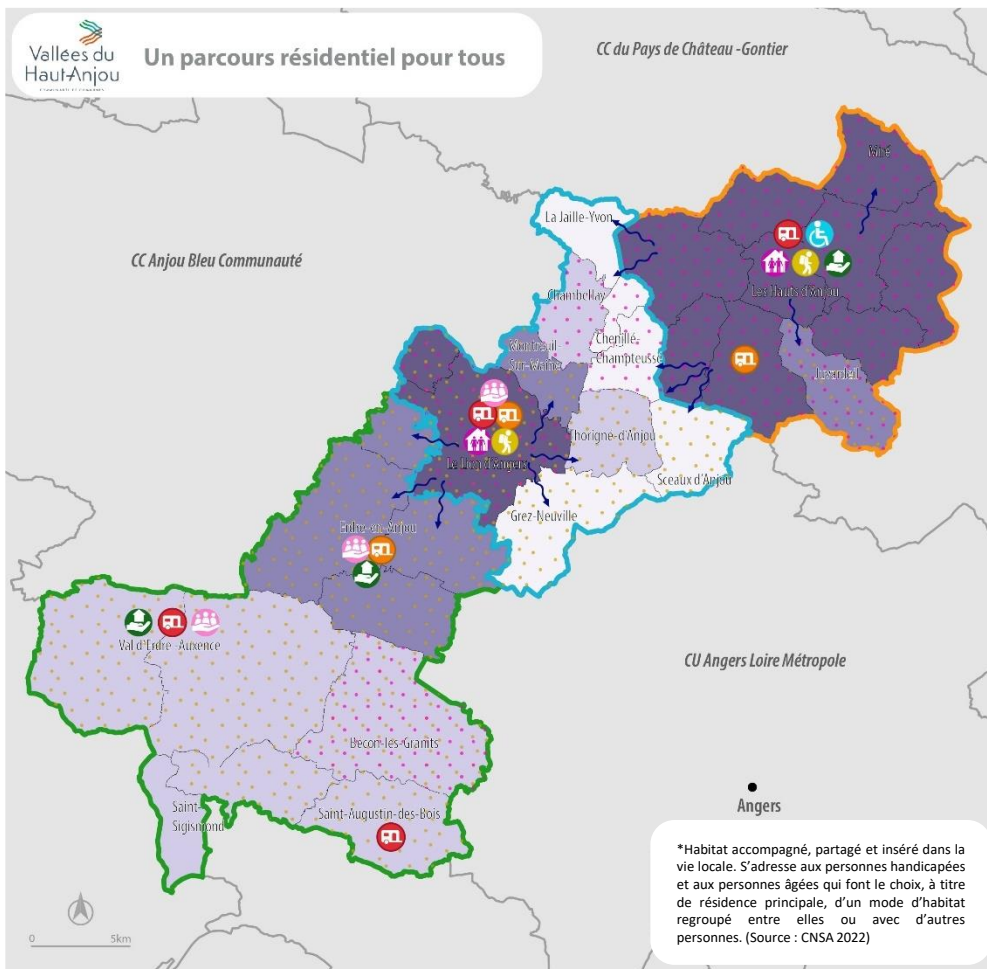 Vallées du
Haut-Anjou
COMMUNAUTÉ DE COMMUNES
Un parcours résidentiel pour tous
CC du Pays de Château -Gontier
Miré
La Jaille-Yvon
CC Anjou Bleu Communauté
Chambellay
Les Hauts d'Anjou
Chenillé-
Champteussé
Montreuil-
Sur-Maine
Juvardeil
Thorigné-d'Anjou
Le Lion d'Angers
Sceaux d'Anjou
Grez-Neuville
Erdre-en-Anjou
Val d'Erdre -Auxence
CU Angers Loire Métropole
Bécon-les-Granits
Angers
Saint-
Sigismond
Saint-Augustin-des-Bois
*Habitat accompagné, partagé et inséré dans la
vie locale. S'adresse aux personnes handicapées
et aux personnes âgées qui font le choix, à titre
de résidence principale, d'un mode d'habitat
regroupé entre elles ou avec d'autres
personnes. (Source : CNSA 2022)
0 5km